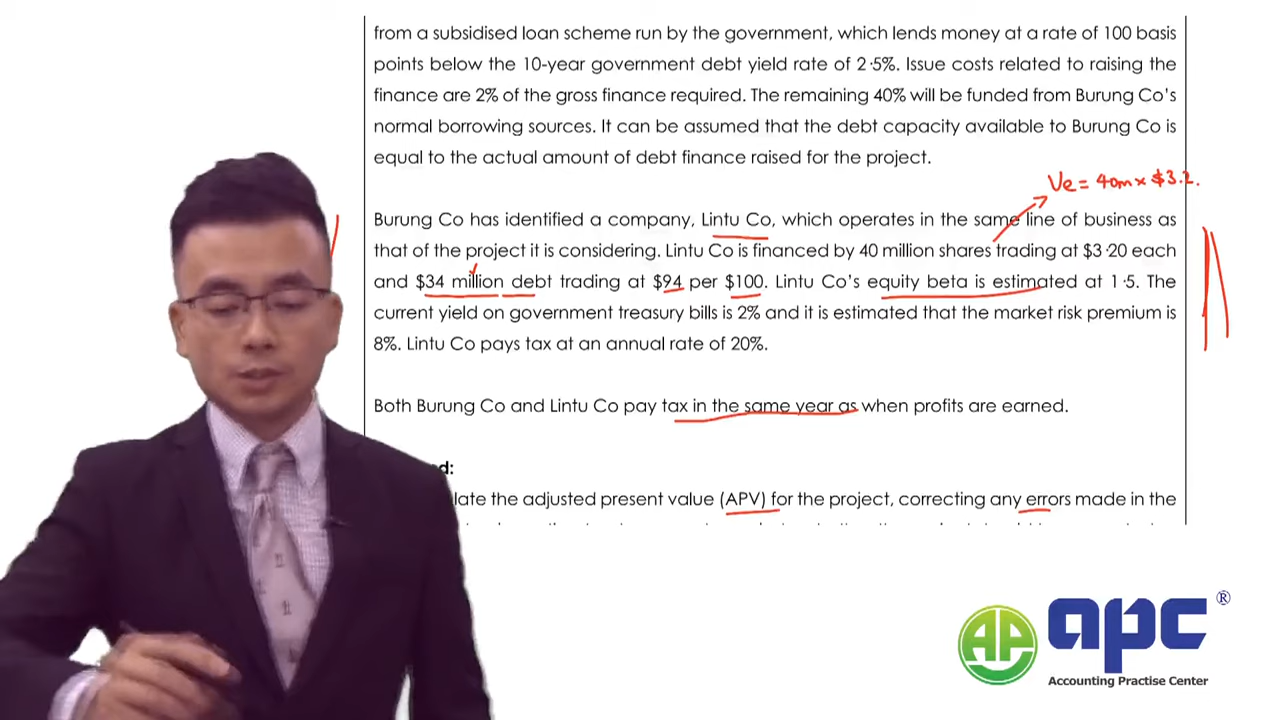 from a subsidised loan scheme run by the government, which lends money at a rate of 100 basis
points below the 10-year government debt yield rate of 2·5%. Issue costs related to raising the
finance are 2% of the gross finance required. The remaining 40% will be funded from Burung Co's
normal borrowing sources. It can be assumed that the debt capacity available to Burung Co is
equal to the actual amount of debt finance raised for the project.
Ve = 40m x $3.2.
Burung Co has identified a company, Lintu Co, which operates in the same line of business as
that of the project it is considering. Lintu Co is financed by 40 million shares trading at $3·20 each
and $34 million debt trading at $94 per $100. Lintu Co's equity beta is estimated at 1·5. The
current yield on government treasury bills is 2% and it is estimated that the market risk premium is
8%. Lintu Co pays tax at an annual rate of 20%.
Both Burung Co and Lintu Co pay tax in the same year as when profits are earned.
d:
late the adjusted present value (APV) for the project, correcting any errors made in the
AP
apc ®
Accounting Practise Center